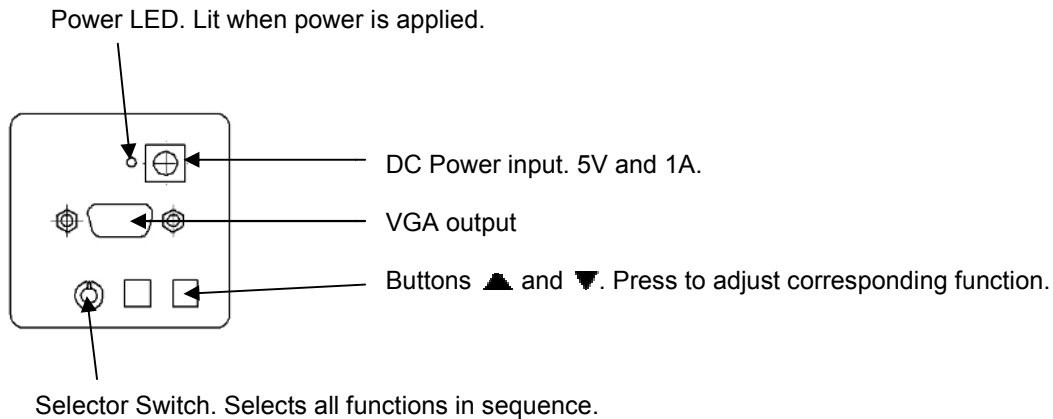 Power LED. Lit when power is applied.
DC Power input. 5V and 1A.
VGA output
Buttons ▲ and ▼. Press to adjust corresponding function.
Selector Switch. Selects all functions in sequence.